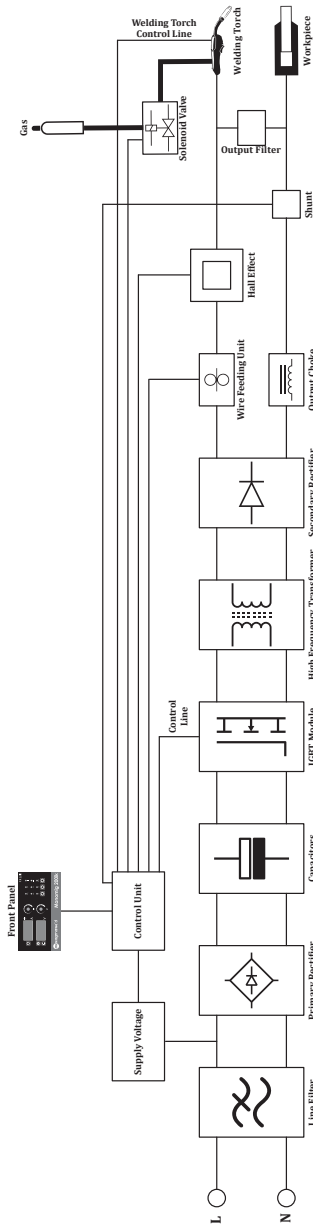 Welding Torch
Control Line
Welding Torch
Workpiece
Gas
Solenoid Valve
Output Filter
Shunt
Hall Effect
Wire Feeding Unit
Output Choke
Secondary Rectifier
High Frequency Transformer
Control
Line
IGBT Module
Front Panel
Control Unit
Capacitors
Supply Voltage
Primary Rectifier
Line Filter
L
N